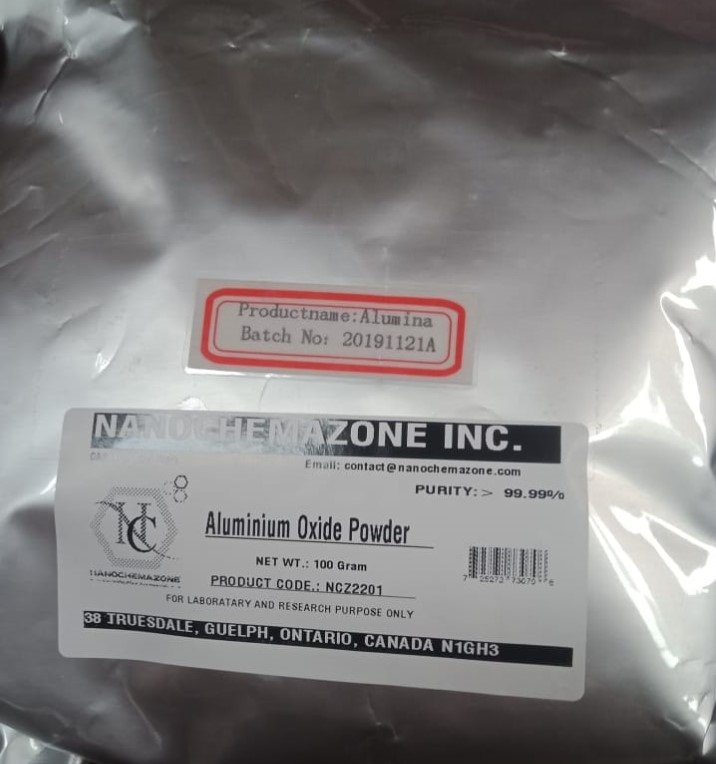 Productname:Alumina
Batch No: 20191121A
NANOCHEMAZONE INC.
Email: contact@nanochemazone.com
PURITY: > 99.99%
NC
NANOCHEMAZONE
Aluminium Oxide Powder
NET WT.: 100 Gram
PRODUCT CODE.: NCZ2201
FOR LABORATARY AND RESEARCH PURPOSE ONLY
38 TRUESDALE, GUELPH, ONTARIO, CANADA N1GH3